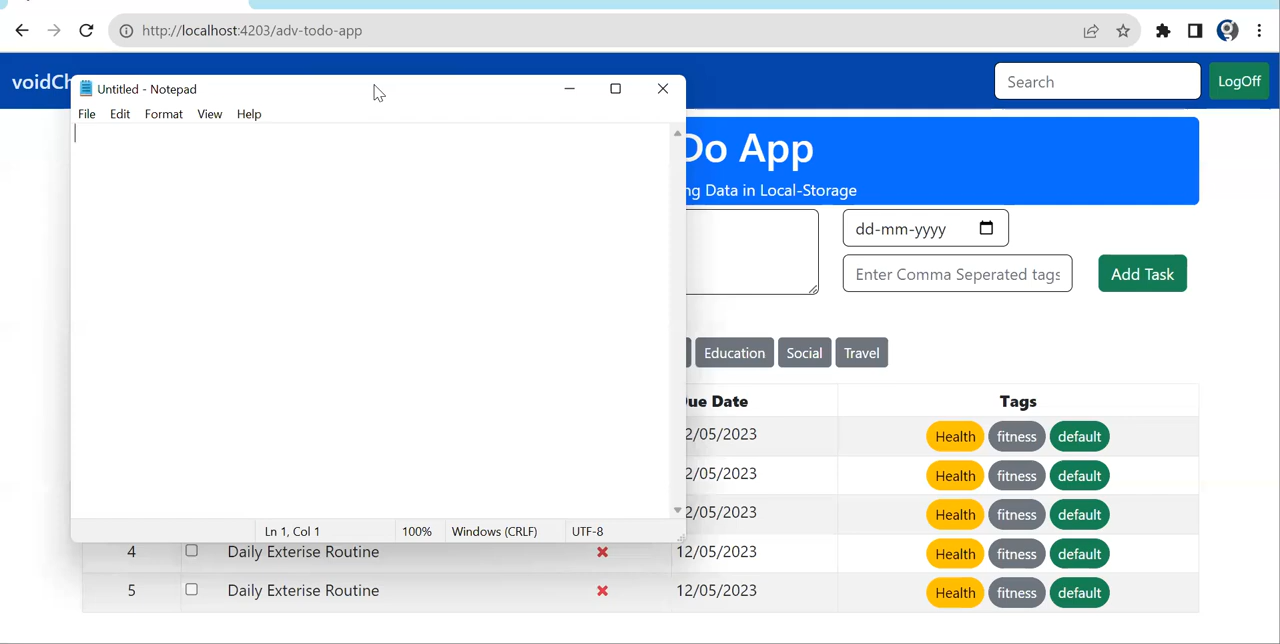 http://localhost:4203/adv-todo-app
voidCh
Search
LogOff
Untitled - Notepad
File Edit Format View Help
Do App
ng Data in Local-Storage
dd-mm-yyyy
Enter Comma Seperated tags
Add Task
Education Social Travel
ue Date Tags
2/05/2023 Health fitness default
2/05/2023 Health fitness default
2/05/2023 Health fitness default
Ln 1, Col 1 100% Windows (CRLF) UTF-8
4 Daily Exterise Routine 12/05/2023 Health fitness default
5 Daily Exterise Routine 12/05/2023 Health fitness default